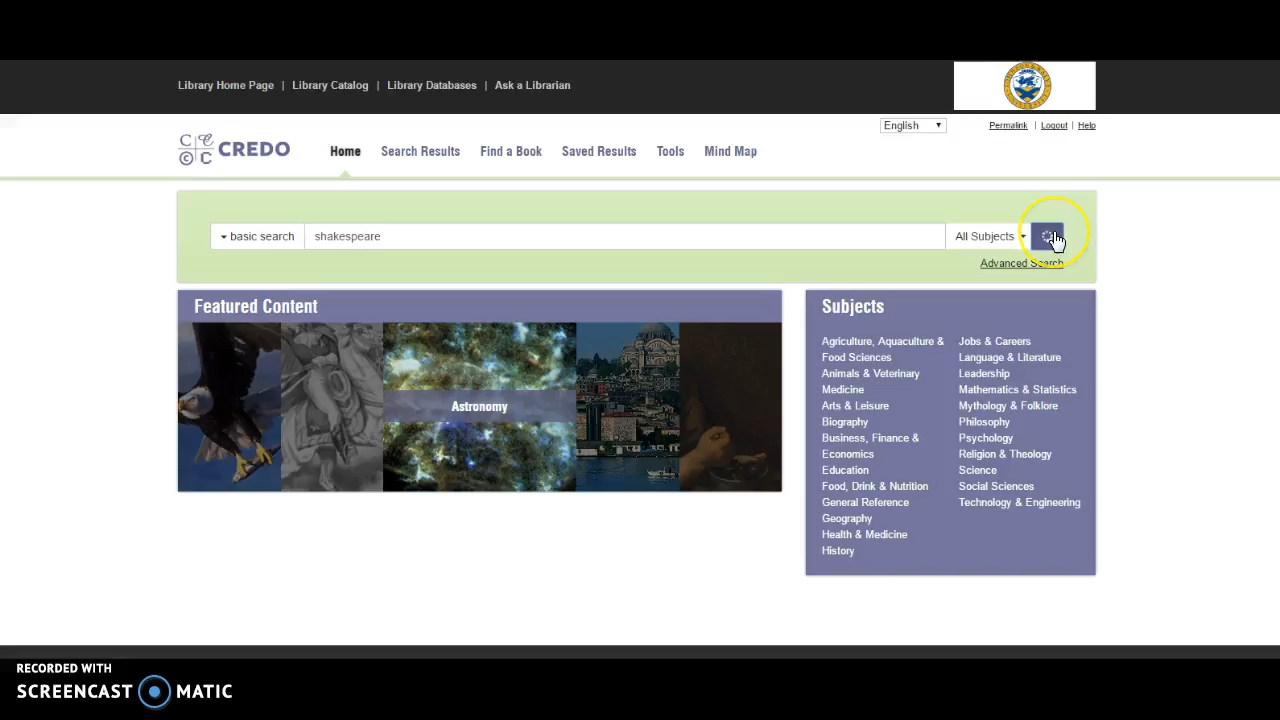 Library Home Page | Library Catalog | Library Databases | Ask a Librarian
English
Permalink | Logout | Help
C C C CREDO
Home Search Results Find a Book Saved Results Tools Mind Map
basic search shakespeare All Subjects
Advanced Search
Featured Content
Astronomy
Subjects
Agriculture, Aquaculture &
Food Sciences
Animals & Veterinary
Medicine
Arts & Leisure
Biography
Business, Finance &
Economics
Education
Food, Drink & Nutrition
General Reference
Geography
Health & Medicine
History
Jobs & Careers
Language & Literature
Leadership
Mathematics & Statistics
Mythology & Folklore
Philosophy
Psychology
Religion & Theology
Science
Social Sciences
Technology & Engineering
RECORDED WITH
SCREENCAST MATIC